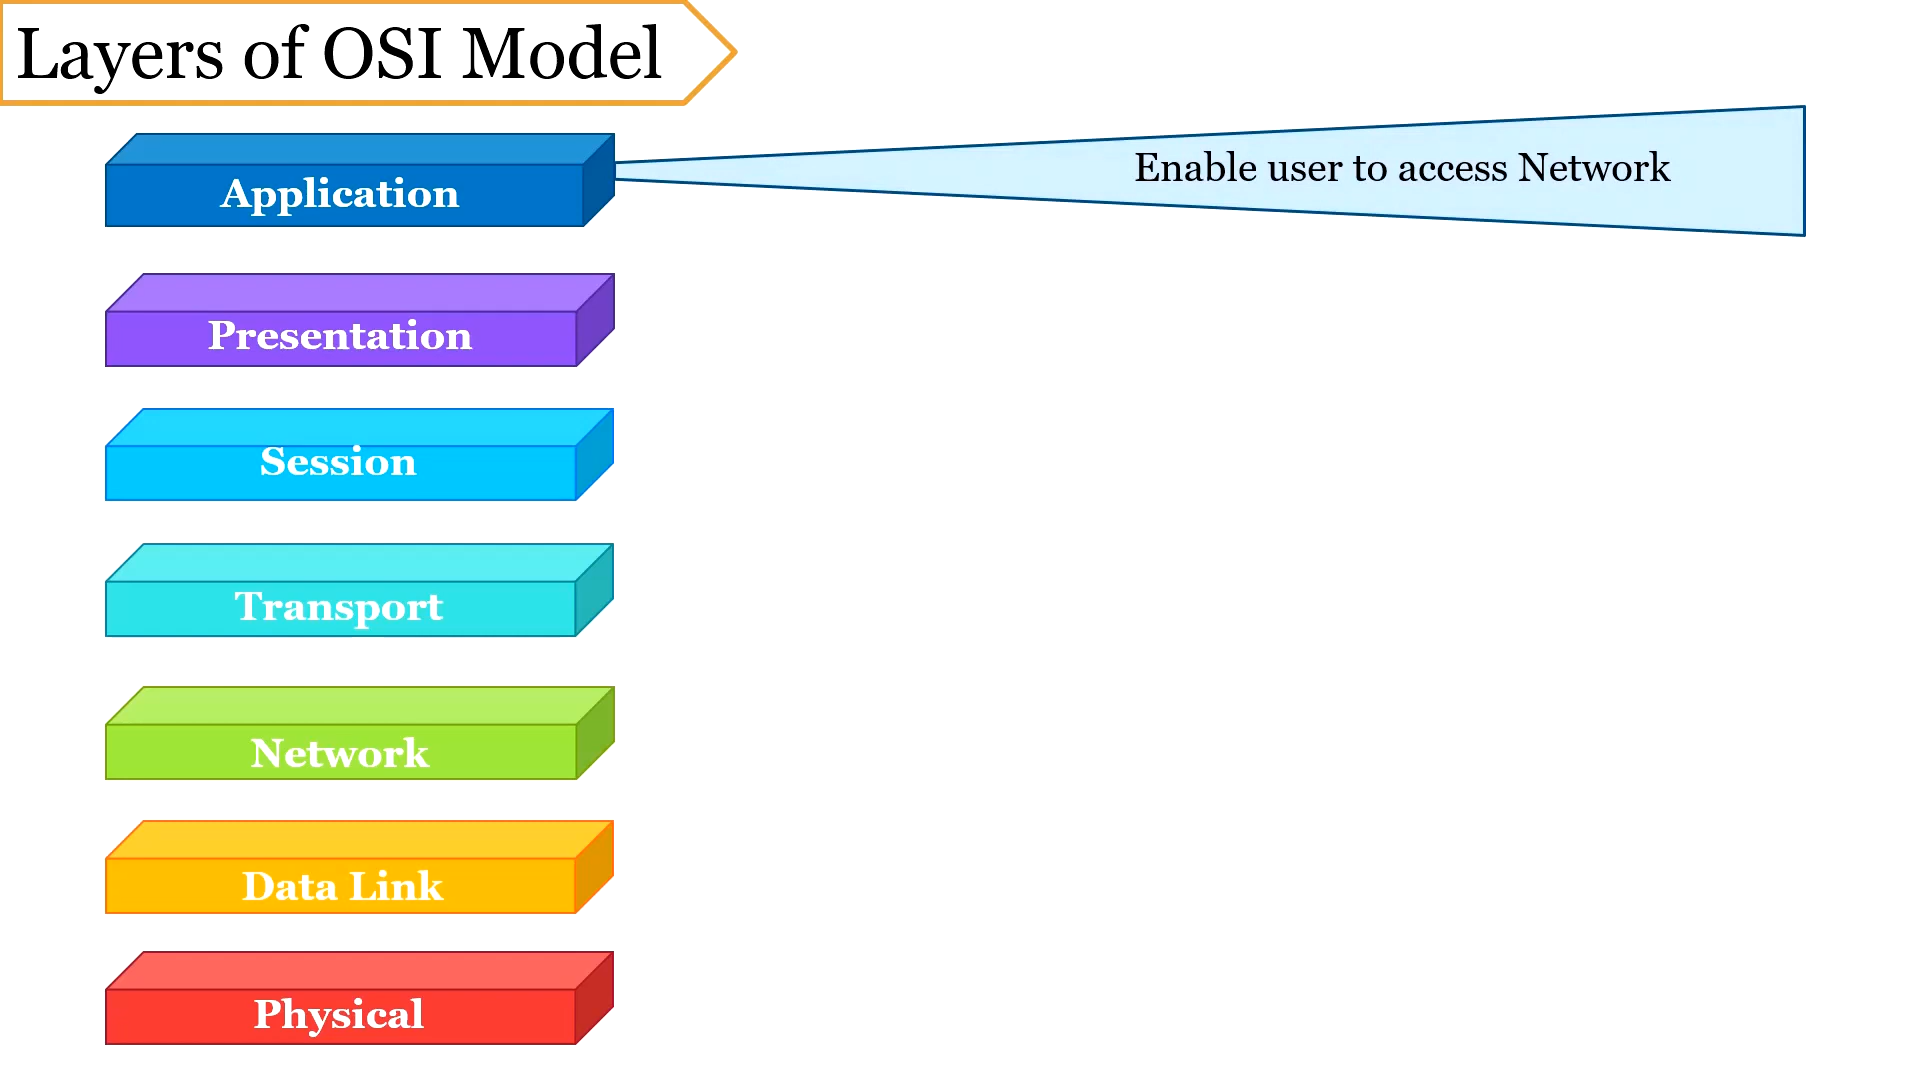 Layers of OSI Model
Application
Enable user to access Network
Presentation
Session
Transport
Network
Data Link
Physical